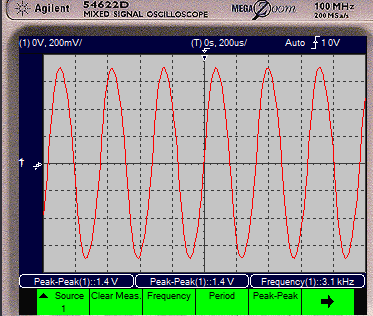 Agilent 54622D MIXED SIGNAL OSCILLOSCOPE MEGA Zoom 100 MHz 200 MSa/s
(1) 0V, 200mV/ (T) 0s, 200us/ Auto 1 0V
Peak-Peak(1)::1.4 V Peak-Peak(1)::1.4 V Frequency(1)::3.1 kHz
Source 1 Clear Meas. Frequency Period Peak-Peak